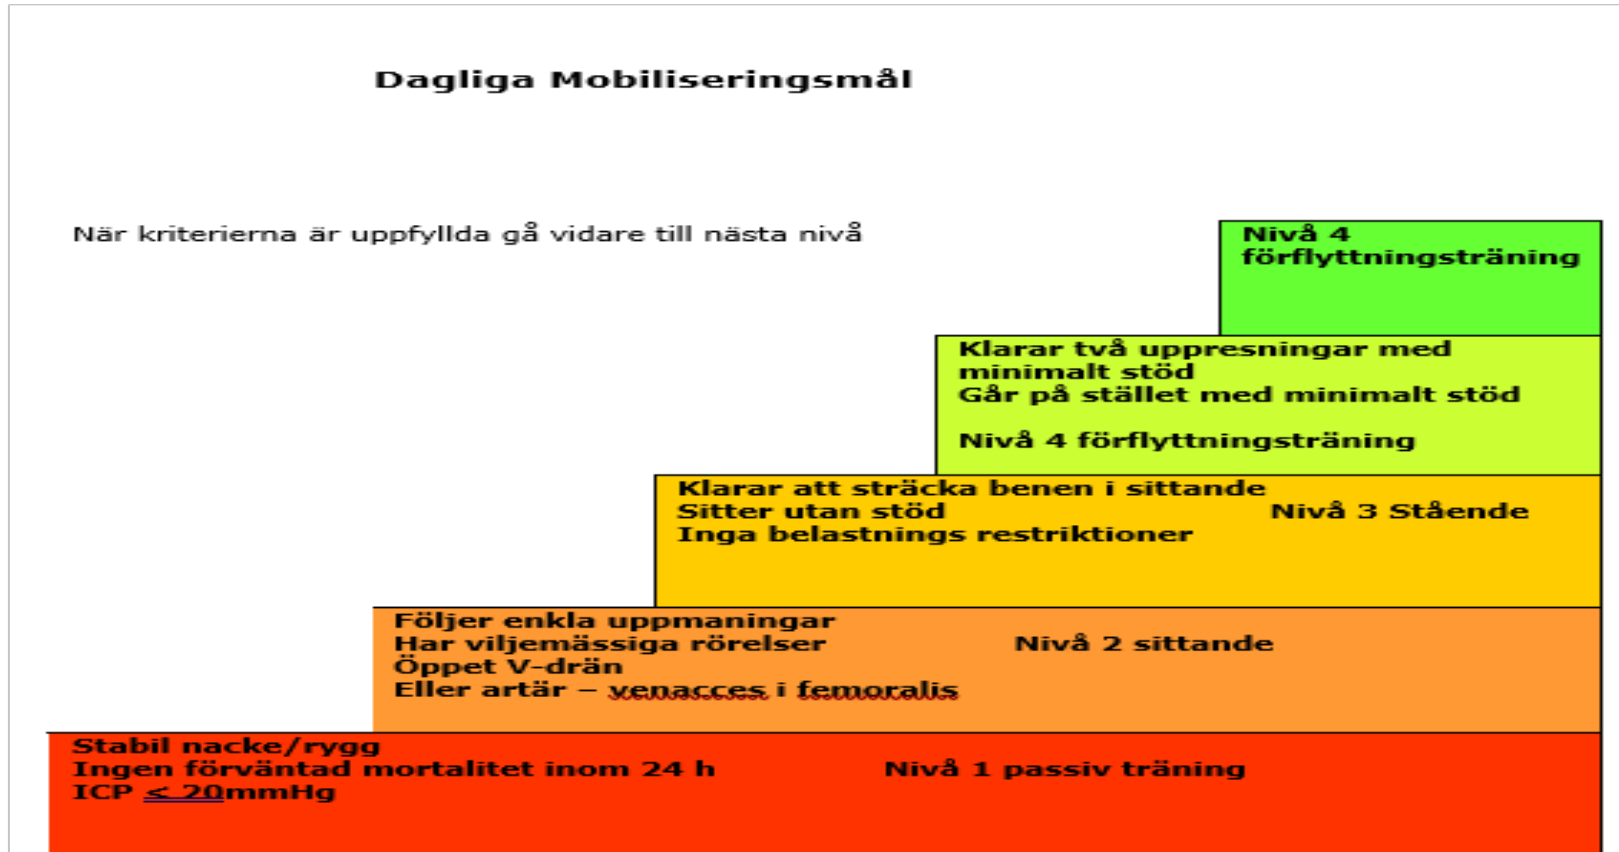 Dagliga Mobiliseringsmål
När kriterierna är uppfyllda gå vidare till nästa nivå
Nivå 4
förflyttningsträning
Klarar två uppresningar med
minimalt stöd
Går på stället med minimalt stöd
Nivå 4 förflyttningsträning
Klarar att sträcka benen i sittande
Sitter utan stöd Nivå 3 Stående
Inga belastnings restriktioner
Följer enkla uppmaningar
Har viljemässiga rörelser Nivå 2 sittande
Öppet V-drän
Eller artär – venacces i femoralis
Stabil nacke/rygg
Ingen förväntad mortalitet inom 24 h Nivå 1 passiv träning
ICP < 20mmHg